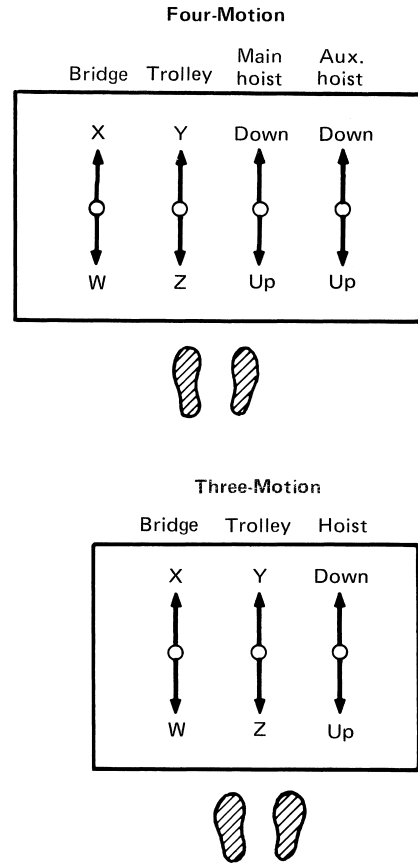 Four-Motion
Bridge Trolley Main hoist Aux. hoist
X Y Down Down
W Z Up Up
Three-Motion
Bridge Trolley Hoist
X Y Down
W Z Up